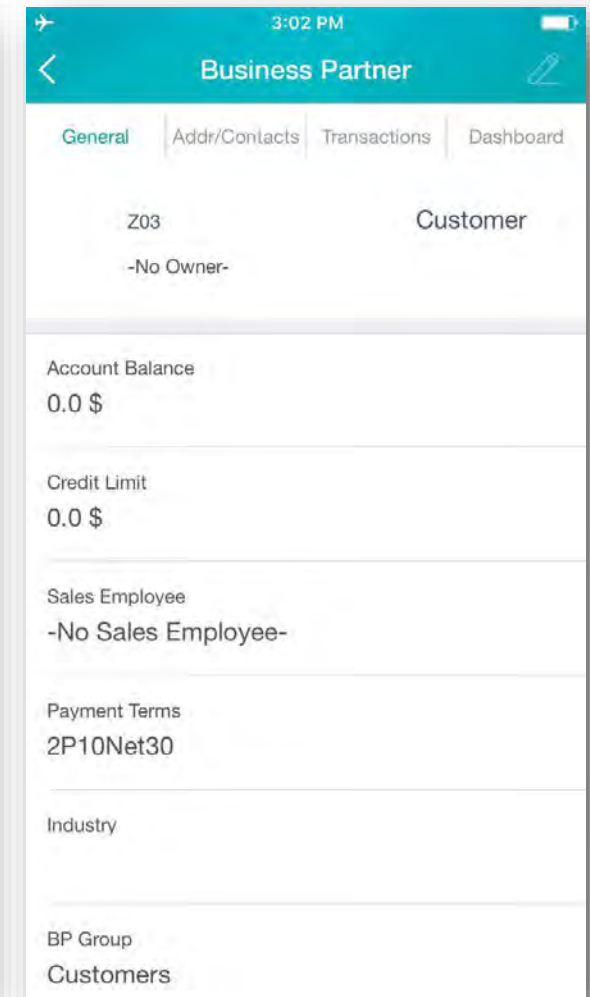 3:02 PM
Business Partner
General Addr/Contacts Transactions Dashboard
Z03 Customer
-No Owner-
Account Balance
0.0 $
Credit Limit
0.0 $
Sales Employee
-No Sales Employee-
Payment Terms
2P10Net30
Industry
BP Group
Customers